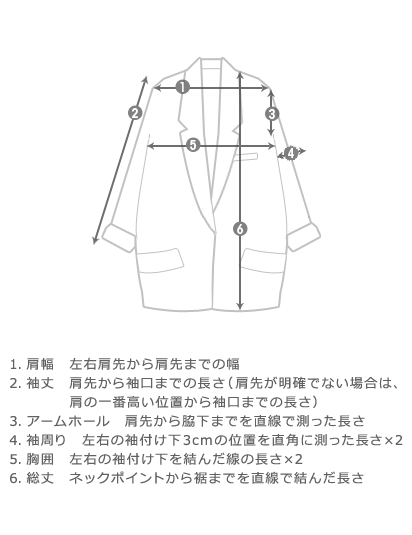 1
2
3
4
5
6
1. 肩幅　左右肩先から肩先までの幅
2. 袖丈　肩先から袖口までの長さ（肩先が明確でない場合は、
肩の一番高い位置から袖口までの長さ）
3. アームホール　肩先から脇下までを直線で測った長さ
4. 袖周り　左右の袖付け下3cmの位置を直角に測った長さ×2
5. 胸囲　左右の袖付け下を結んだ線の長さ×2
6. 総丈　ネックポイントから裾までを直線で結んだ長さ